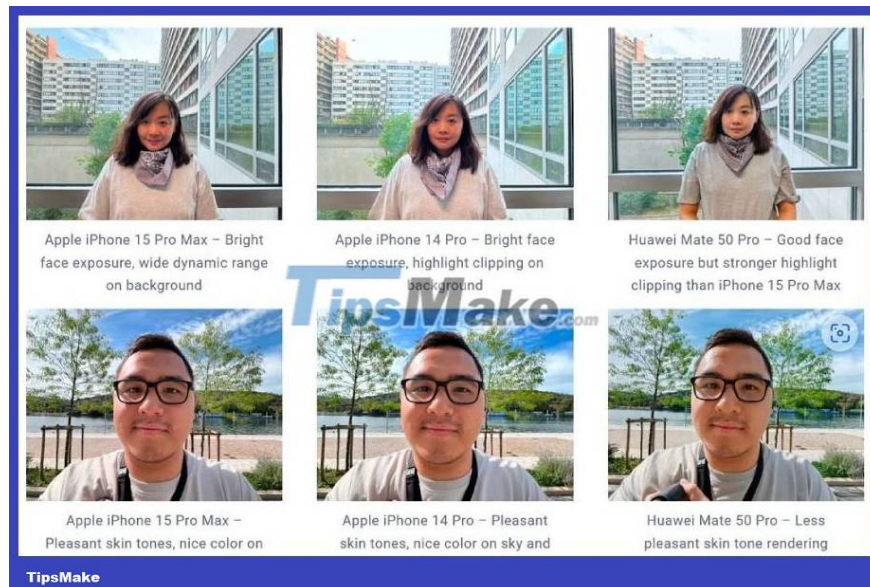 Apple iPhone 15 Pro Max – Bright
face exposure, wide dynamic range
on background
Apple iPhone 14 Pro – Bright face
exposure, highlight clipping on
background
Huawei Mate 50 Pro – Good face
exposure but stronger highlight
clipping than iPhone 15 Pro Max
TipsMake.com
Apple iPhone 15 Pro Max –
Pleasant skin tones, nice color on
Apple iPhone 14 Pro – Pleasant
skin tones, nice color on sky and
Huawei Mate 50 Pro – Less
pleasant skin tone rendering
TipsMake